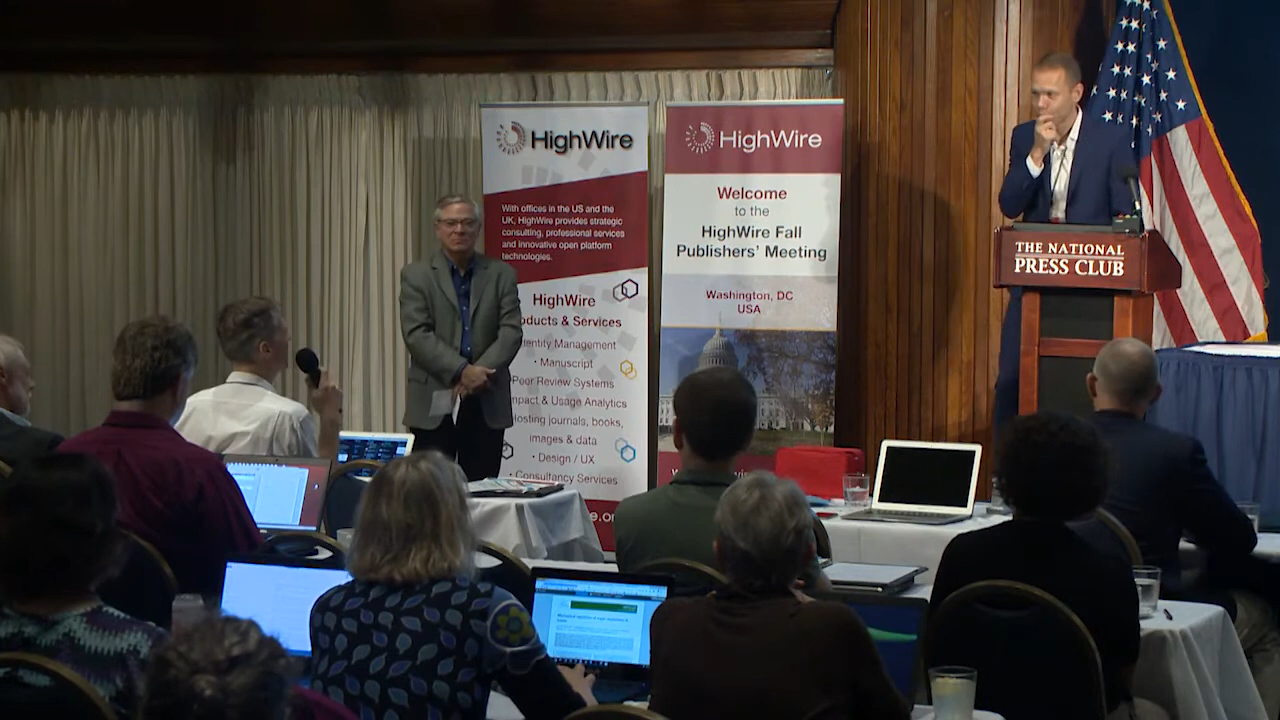 HighWire
With offices in the US and the
UK, HighWire provides strategic
consulting, professional services
and innovative open platform
technologies.
HighWire
oducts & Services
dentity Management
• Manuscript
Peer Review Systems
mpact & Usage Analytics
osting journals, books,
images & data
• Design / UX
• Consultancy Services
HighWire
Welcome
to the
HighWire Fall
Publishers' Meeting
Washington, DC
USA
THE NATIONAL
PRESS CLUB